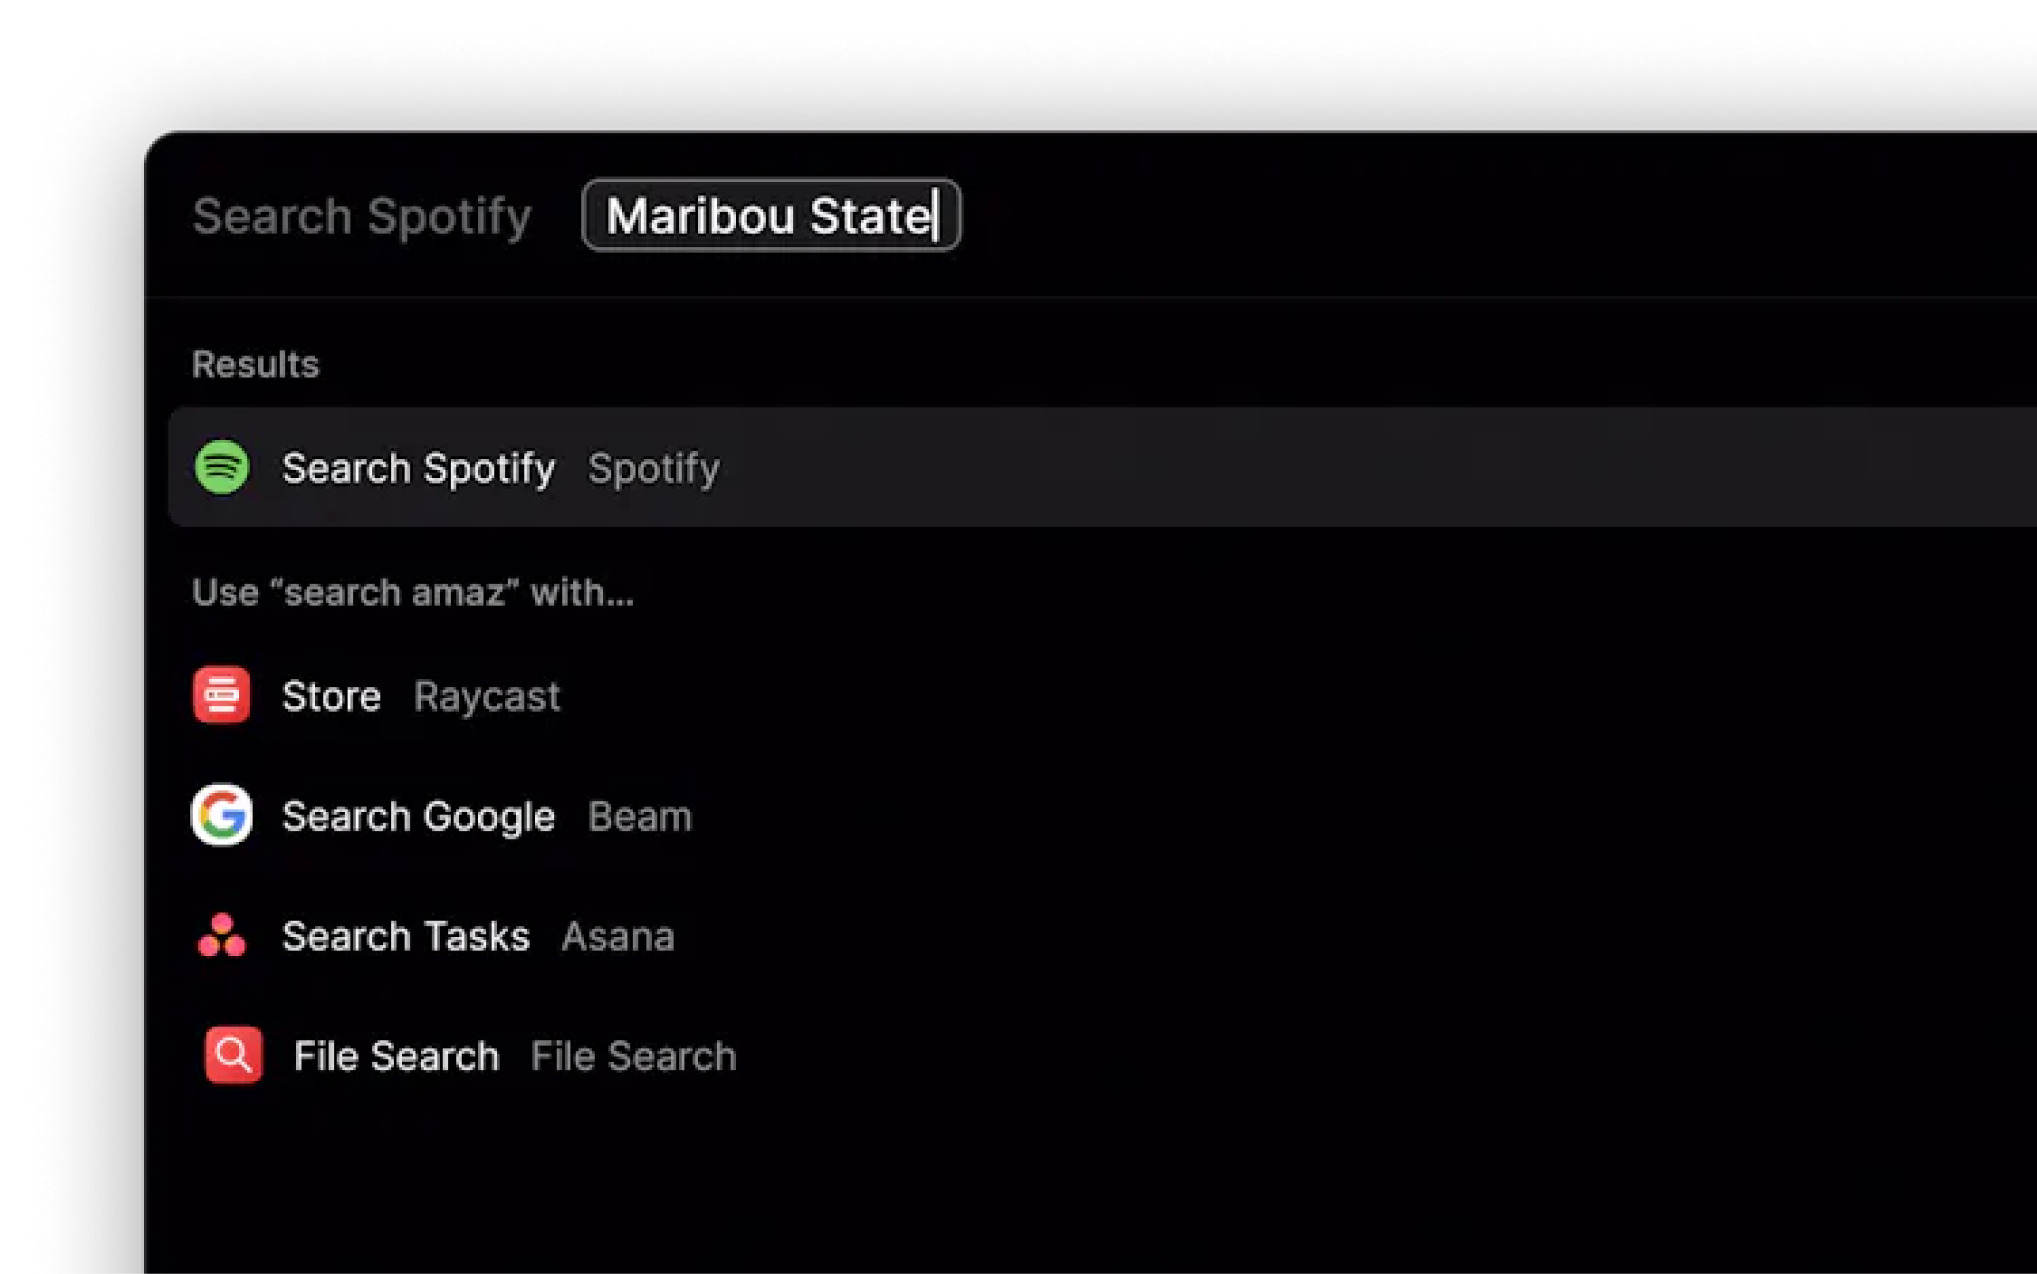 Search Spotify Maribou State
Results
Search Spotify Spotify
Use “search amaz” with...
Store Raycast
Search Google Beam
Search Tasks Asana
File Search File Search